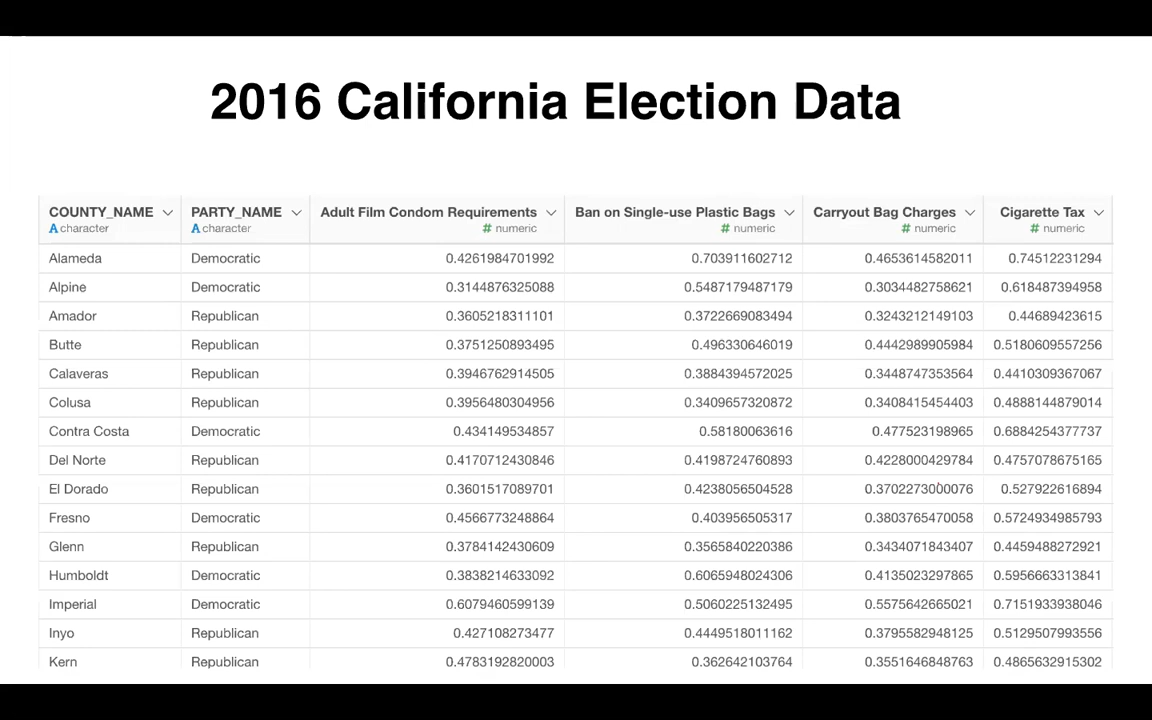 2016 California Election Data
COUNTY_NAME PARTY_NAME Adult Film Condom Requirements Ban on Single-use Plastic Bags Carryout Bag Charges Cigarette Tax
A character A character # numeric # numeric # numeric # numeric
Alameda Democratic 0.4261984701992 0.703911602712 0.4653614582011 0.74512231294
Alpine Democratic 0.3144876325088 0.5487179487179 0.3034482758621 0.618487394958
Amador Republican 0.3605218311101 0.3722669083494 0.3243212149103 0.44689423615
Butte Republican 0.3751250893495 0.496330646019 0.4442989905984 0.5180609557256
Calaveras Republican 0.3946762914505 0.3884394572025 0.3448747353564 0.4410309367067
Colusa Republican 0.3956480304956 0.3409657320872 0.3408415454403 0.4888144879014
Contra Costa Democratic 0.434149534857 0.58180063616 0.477523198965 0.6884254377737
Del Norte Republican 0.4170712430846 0.4198724760893 0.4228000429784 0.4757078675165
El Dorado Republican 0.3601517089701 0.4238056504528 0.3702273000076 0.527922616894
Fresno Democratic 0.4566773248864 0.403956505317 0.3803765470058 0.5724934985793
Glenn Republican 0.3784142430609 0.3565840220386 0.3434071843407 0.4459488272921
Humboldt Democratic 0.3838214633092 0.6065948024306 0.4135023297865 0.5956663313841
Imperial Democratic 0.6079460599139 0.5060225132495 0.5575642665021 0.7151933938046
Inyo Republican 0.427108273477 0.4449518011162 0.3795582948125 0.5129507993556
Kern Republican 0.4783192820003 0.362642103764 0.3551646848763 0.4865632915302